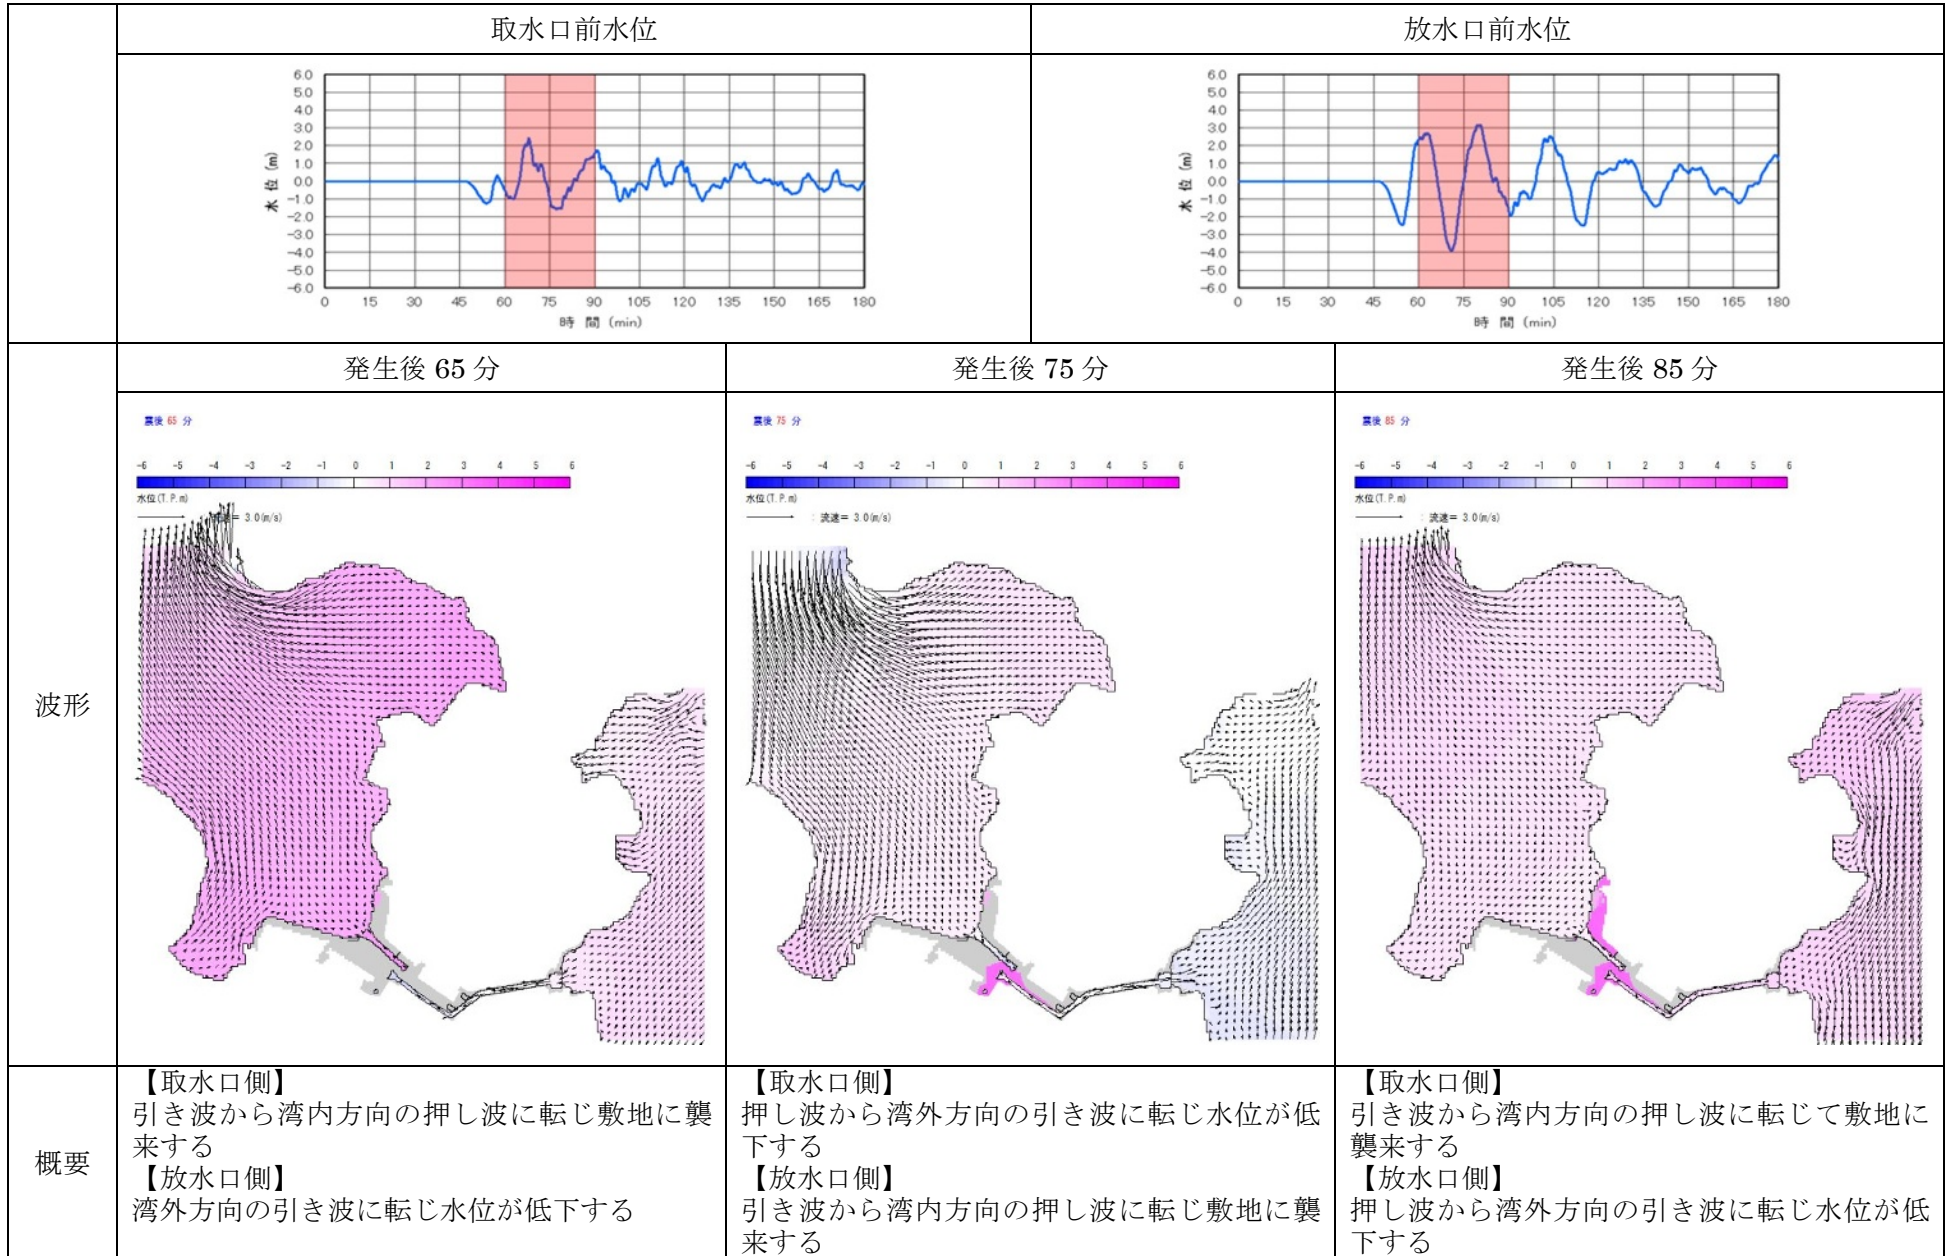 取水口前水位
放水口前水位
6.0
5.0
4.0
3.0
2.0
1.0
0.0
-1.0
-2.0
-3.0
-4.0
-5.0
-6.0
水 位 (m)
0 15 30 45 60 75 90 105 120 135 150 165 180
時 間 (min)
6.0
5.0
4.0
3.0
2.0
1.0
0.0
-1.0
-2.0
-3.0
-4.0
-5.0
-6.0
水 位 (m)
0 15 30 45 60 75 90 105 120 135 150 165 180
時 間 (min)
波形
発生後 65 分
発生後 75 分
発生後 85 分
震後 65 分
-6 -5 -4 -3 -2 -1 0 1 2 3 4 5 6
水位(T.P.m)
= 3.0(m/s)
震後 75 分
-6 -5 -4 -3 -2 -1 0 1 2 3 4 5 6
水位(T.P.m)
: 流速= 3.0(m/s)
震後 85 分
-6 -5 -4 -3 -2 -1 0 1 2 3 4 5 6
水位(T.P.m)
: 流速= 3.0(m/s)
概要
【取水口側】
引き波から湾内方向の押し波に転じ敷地に襲
来する
【放水口側】
湾外方向の引き波に転じ水位が低下する
【取水口側】
押し波から湾外方向の引き波に転じ水位が低
下する
【放水口側】
引き波から湾内方向の押し波に転じ敷地に襲
来する
【取水口側】
引き波から湾内方向の押し波に転じて敷地に
襲来する
【放水口側】
押し波から湾外方向の引き波に転じ水位が低
下する